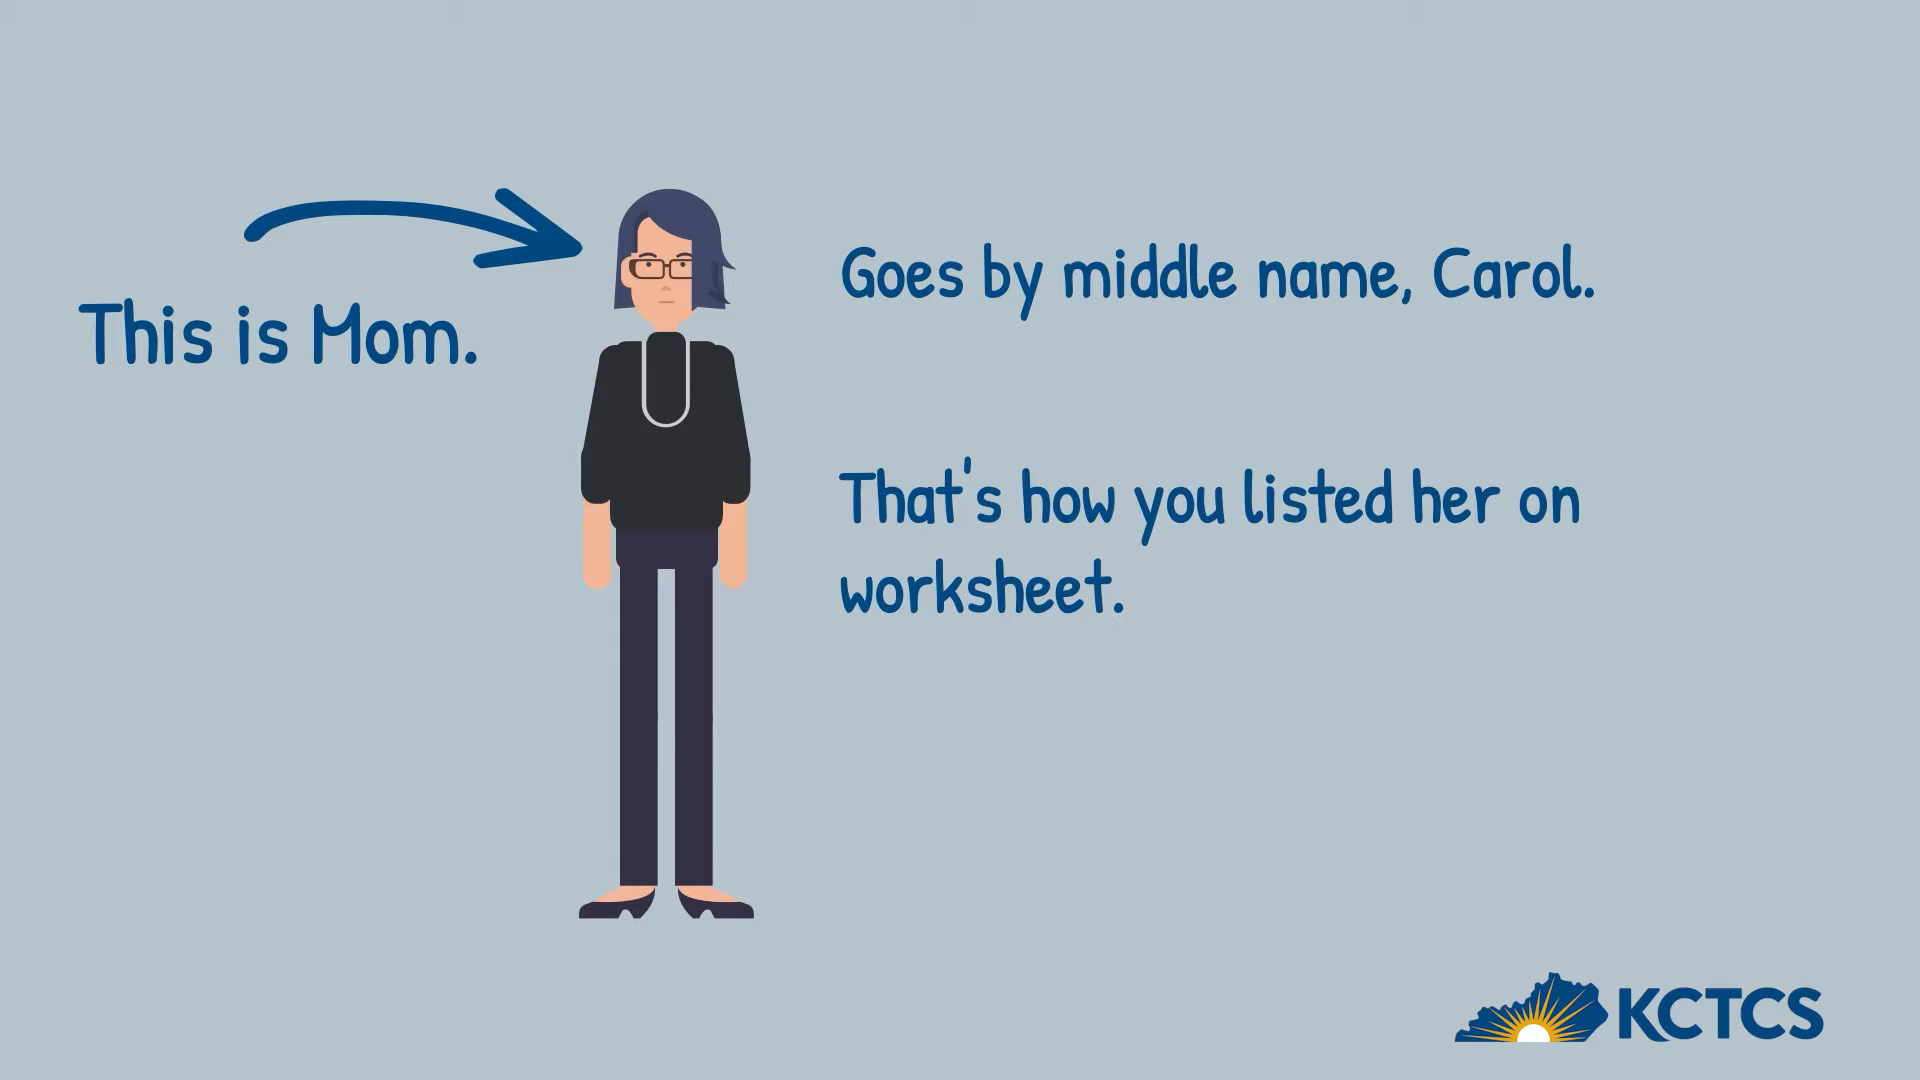 This is Mom.
Goes by middle name, Carol.
That's how you listed her on
worksheet.
KCTCS